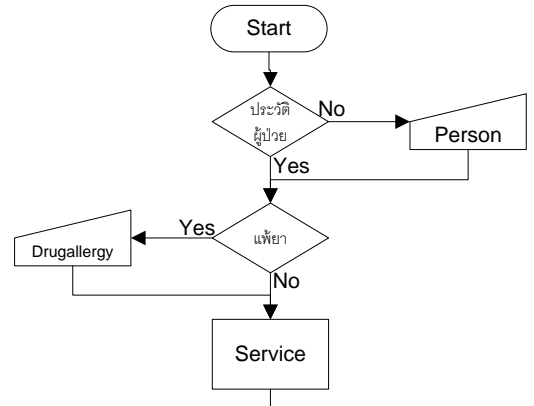 Start
ประวัติ
ผู้ป่วย
No
Person
Yes
แพ้ยา
Yes
Drugallergy
No
Service